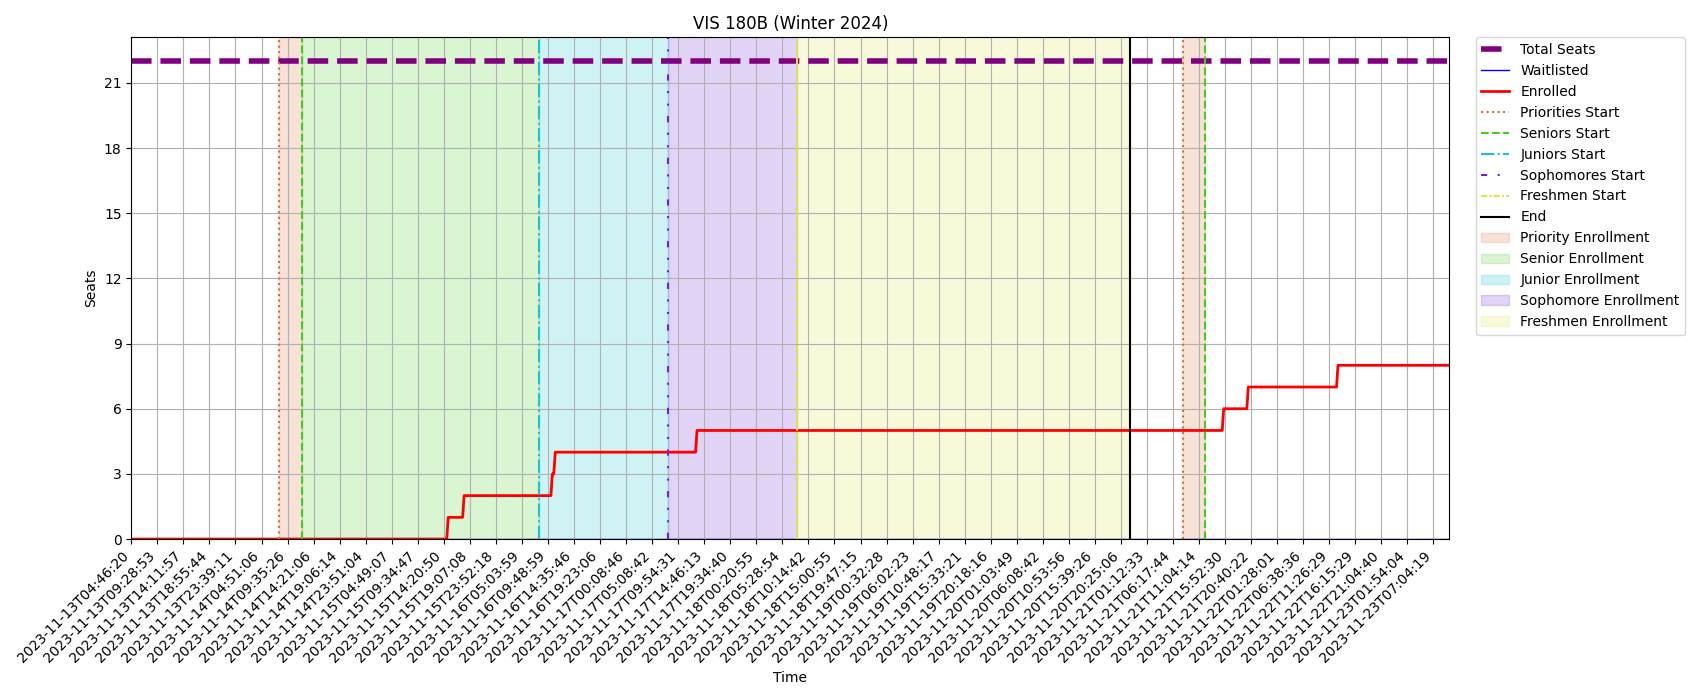 VIS 180B (Winter 2024)
Seats
21
18
15
12
9
6
3
0
2023-11-13T04:46:20
2023-11-13T09:28:53
2023-11-13T14:11:57
2023-11-13T18:55:44
2023-11-13T23:39:11
2023-11-14T04:51:06
2023-11-14T09:35:26
2023-11-14T14:21:06
2023-11-14T19:06:14
2023-11-14T23:51:04
2023-11-15T04:49:07
2023-11-15T09:34:47
2023-11-15T14:20:50
2023-11-15T19:07:08
2023-11-15T23:52:18
2023-11-16T05:03:59
2023-11-16T09:48:59
2023-11-16T14:35:46
2023-11-16T19:23:06
2023-11-17T00:08:46
2023-11-17T05:08:42
2023-11-17T09:54:31
2023-11-17T14:46:13
2023-11-17T19:34:40
2023-11-18T00:20:55
2023-11-18T05:28:54
2023-11-18T10:14:42
2023-11-18T15:00:55
2023-11-18T19:47:15
2023-11-19T00:32:28
2023-11-19T06:02:23
2023-11-19T10:48:17
2023-11-19T15:33:21
2023-11-19T20:18:16
2023-11-20T01:03:49
2023-11-20T06:08:42
2023-11-20T10:53:56
2023-11-20T15:39:26
2023-11-20T20:25:06
2023-11-21T01:12:33
2023-11-21T06:17:44
2023-11-21T11:04:14
2023-11-21T15:52:30
2023-11-21T20:40:22
2023-11-22T01:28:01
2023-11-22T06:38:36
2023-11-22T11:26:29
2023-11-22T16:15:29
2023-11-22T21:04:40
2023-11-23T01:54:04
2023-11-23T07:04:19
Time
Total Seats
Waitlisted
Enrolled
Priorities Start
Seniors Start
Juniors Start
Sophomores Start
Freshmen Start
End
Priority Enrollment
Senior Enrollment
Junior Enrollment
Sophomore Enrollment
Freshmen Enrollment